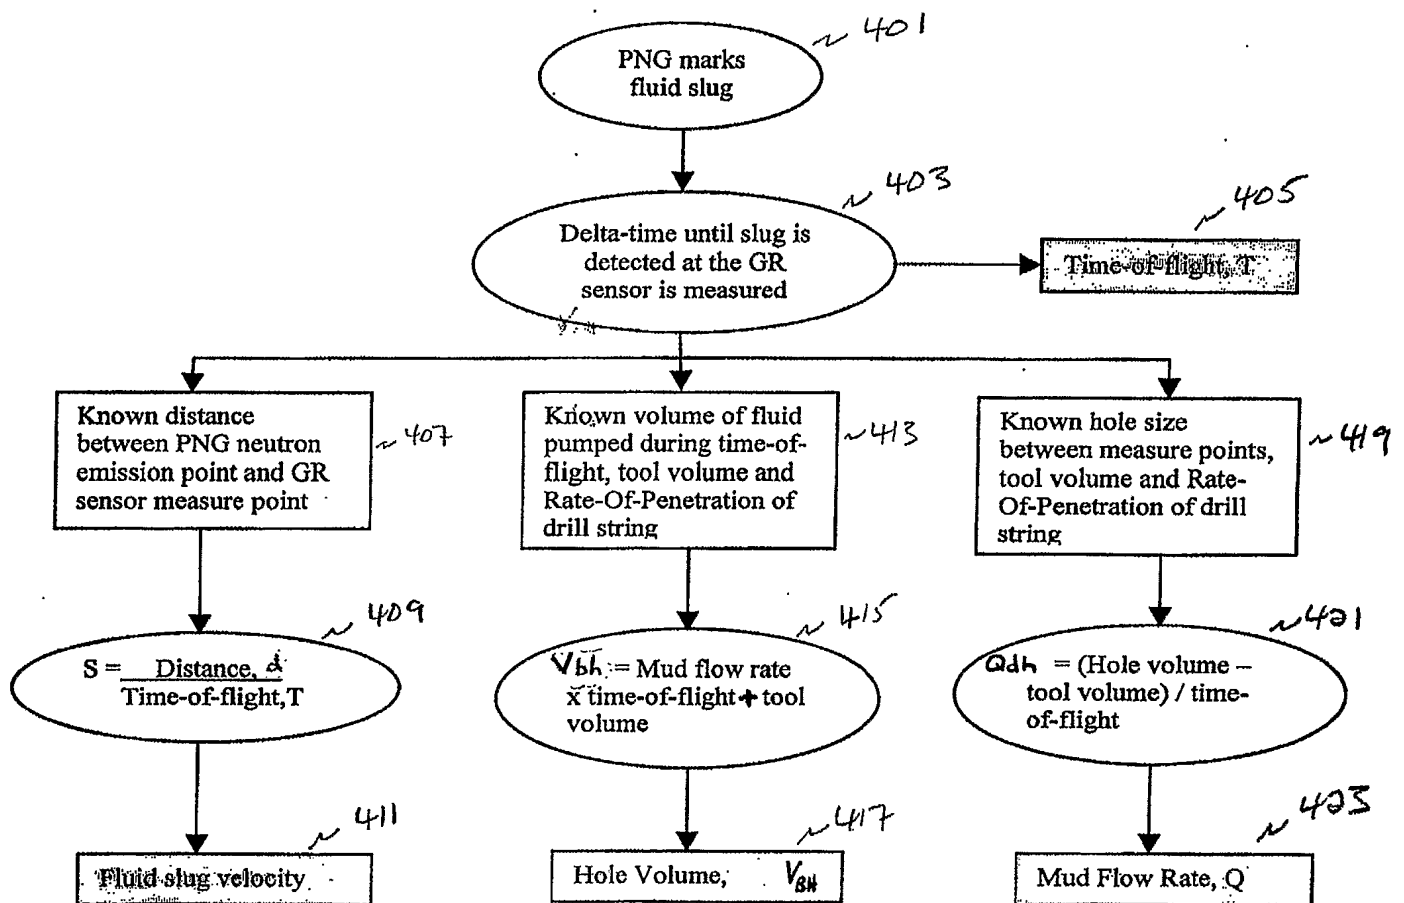 PNG marks
fluid slug
401
Delta-time until slug is
detected at the GR
sensor is measured
403
Time-of-flight, T
405
Known distance
between PNG neutron
emission point and GR
sensor measure point
407
Known volume of fluid
pumped during time-of-
flight, tool volume and
Rate-Of-Penetration of
drill string
413
Known hole size
between measure points,
tool volume and Rate-
Of-Penetration of drill
string
419
S = Distance, d
Time-of-flight,T
409
Vbh = Mud flow rate
x time-of-flight + tool
volume
415
Qdh = (Hole volume –
tool volume) / time-
of-flight
421
Fluid slug velocity
411
Hole Volume, VBH
417
Mud Flow Rate, Q
423